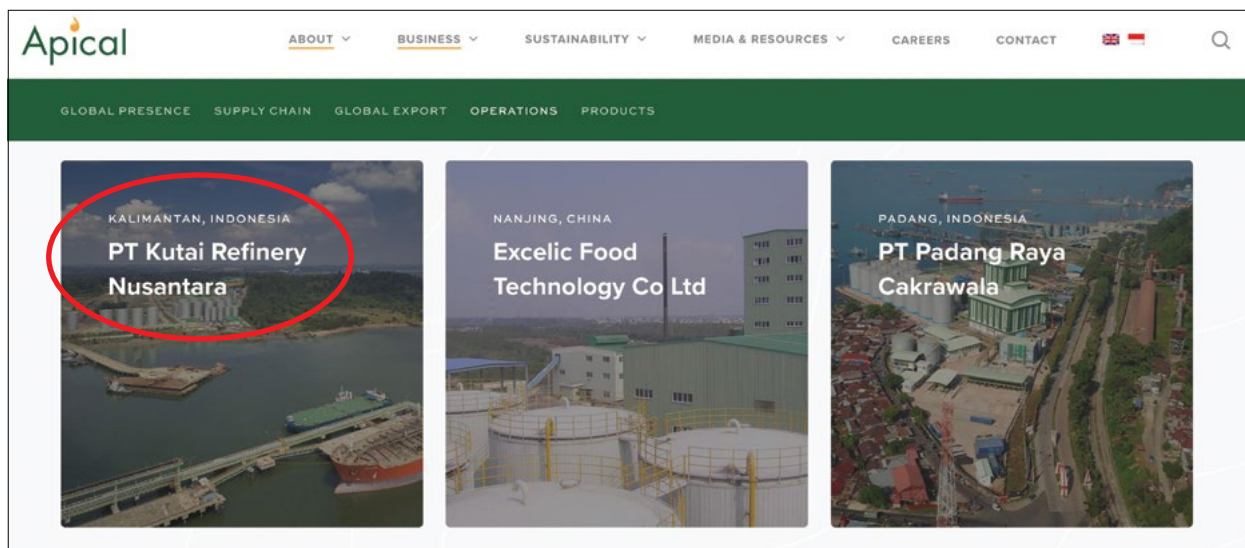 Apical
ABOUT BUSINESS SUSTAINABILITY MEDIA & RESOURCES CAREERS CONTACT
GLOBAL PRESENCE SUPPLY CHAIN GLOBAL EXPORT OPERATIONS PRODUCTS
KALIMANTAN, INDONESIA
PT Kutai Refinery
Nusantara
NANJING, CHINA
Excelic Food
Technology Co Ltd
PADANG, INDONESIA
PT Padang Raya
Cakrawala